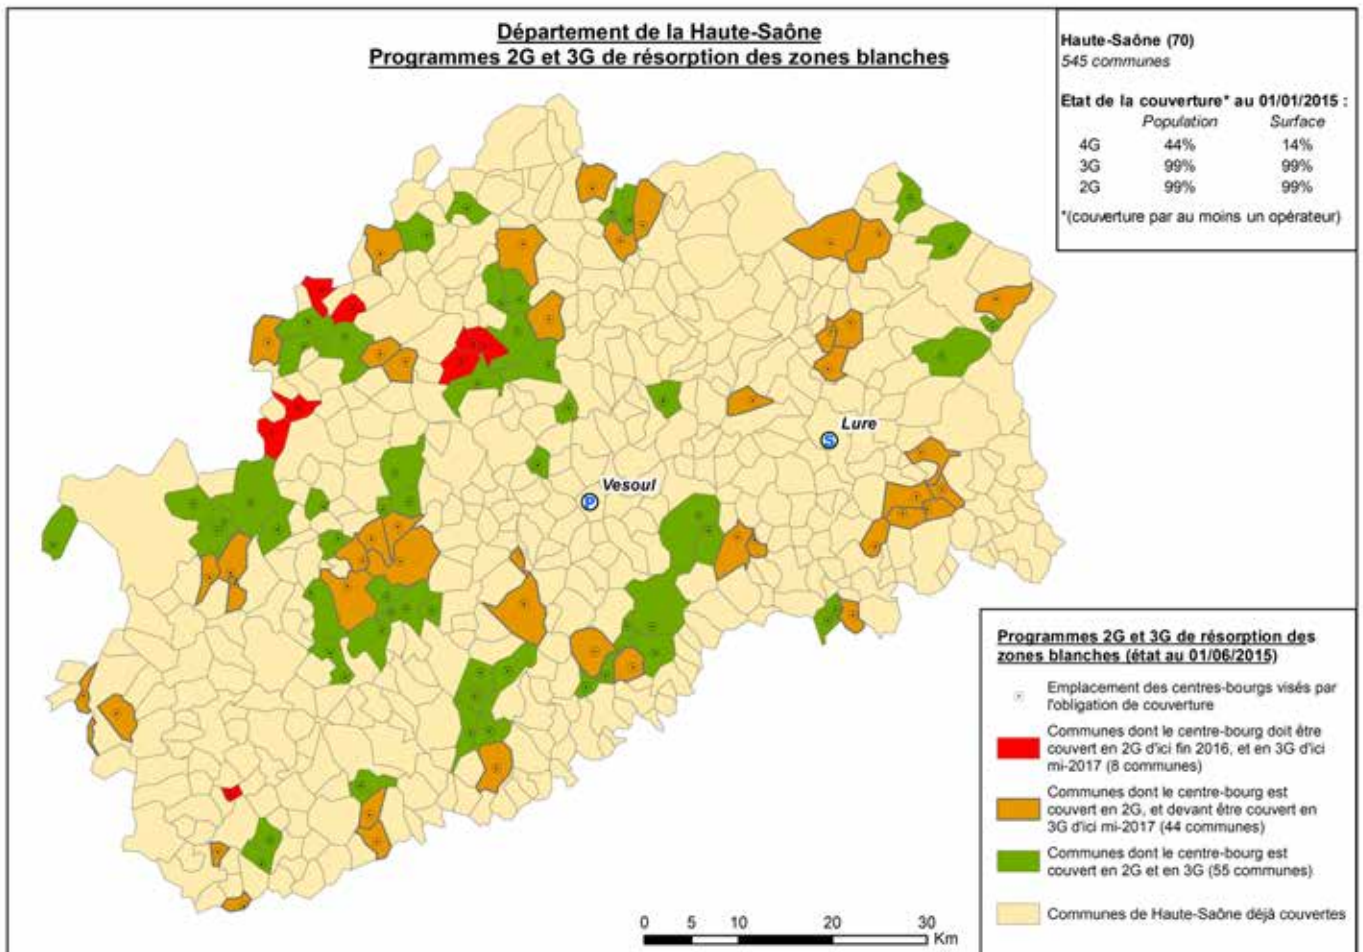 Département de la Haute-Saône
Programmes 2G et 3G de résorption des zones blanches
Haute-Saône (70)
545 communes
Etat de la couverture* au 01/01/2015 :
Population Surface
4G 44% 14%
3G 99% 99%
2G 99% 99%
*(couverture par au moins un opérateur)
Lure
S
Vesoul
P
Programmes 2G et 3G de résorption des
zones blanches (état au 01/06/2015)
Emplacement des centres-bourgs visés par
l'obligation de couverture
Communes dont le centre-bourg doit être
couvert en 2G d'ici fin 2016, et en 3G d'ici
mi-2017 (8 communes)
Communes dont le centre-bourg est
couvert en 2G, et devant être couvert en
3G d'ici mi-2017 (44 communes)
Communes dont le centre-bourg est
couvert en 2G et en 3G (55 communes)
Communes de Haute-Saône déjà couvertes
0 5 10 20 30
Km